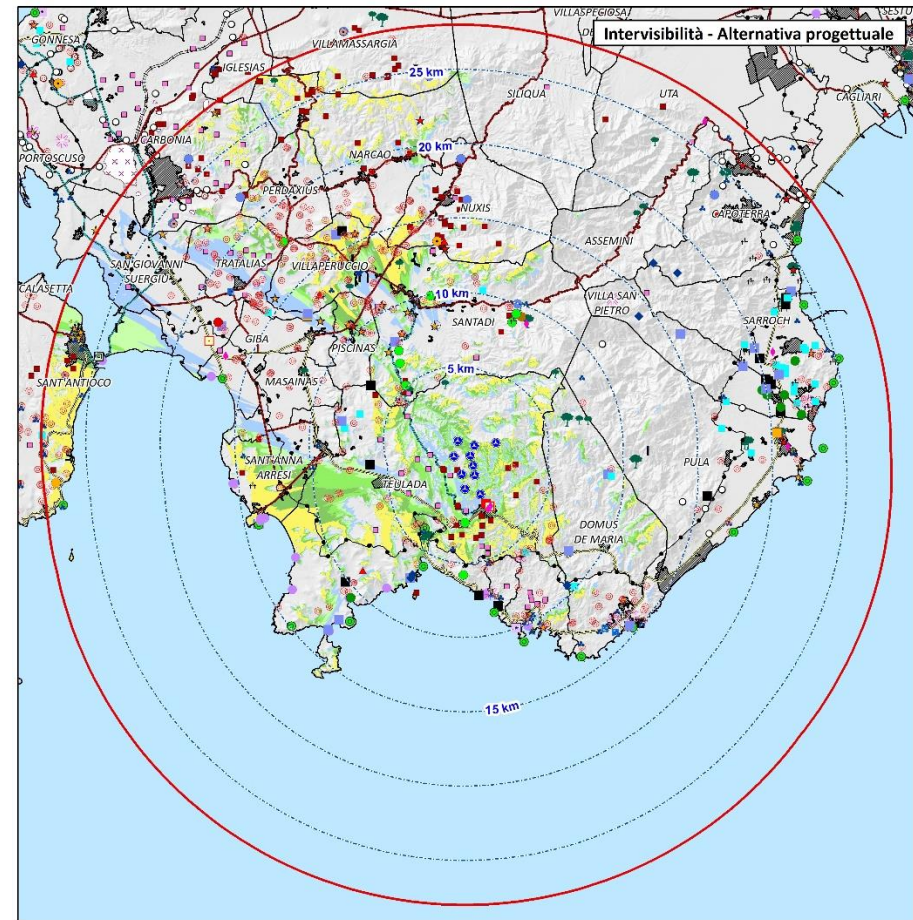 VILLASPECIOSA
DE
SESTU
Intervisibilità - Alternativa progettuale
GONNESA
VILLAMASSARGIA
IGLESIAS
25 km
SILIQUA
UTA
CAGLIARI
CARBONIA
PORTOSCUSO
20 km
NARCAO
PERDAXIUS
NUXIS
CAPOTERRA
ASSEMINI
TRATALIAS
VILLAPERUCCIO
SAN GIOVANNI
SUERGIU
CALASETTA
10 km
VILLA SAN
PIETRO
SANTADI
SARROCH
GIBA
PISCINAS
5 km
SANT'ANTIOCO
MASAINAS
SANT'ANNA
ARRESI
PULA
TEULADA
DOMUS
DE MARIA
15 km